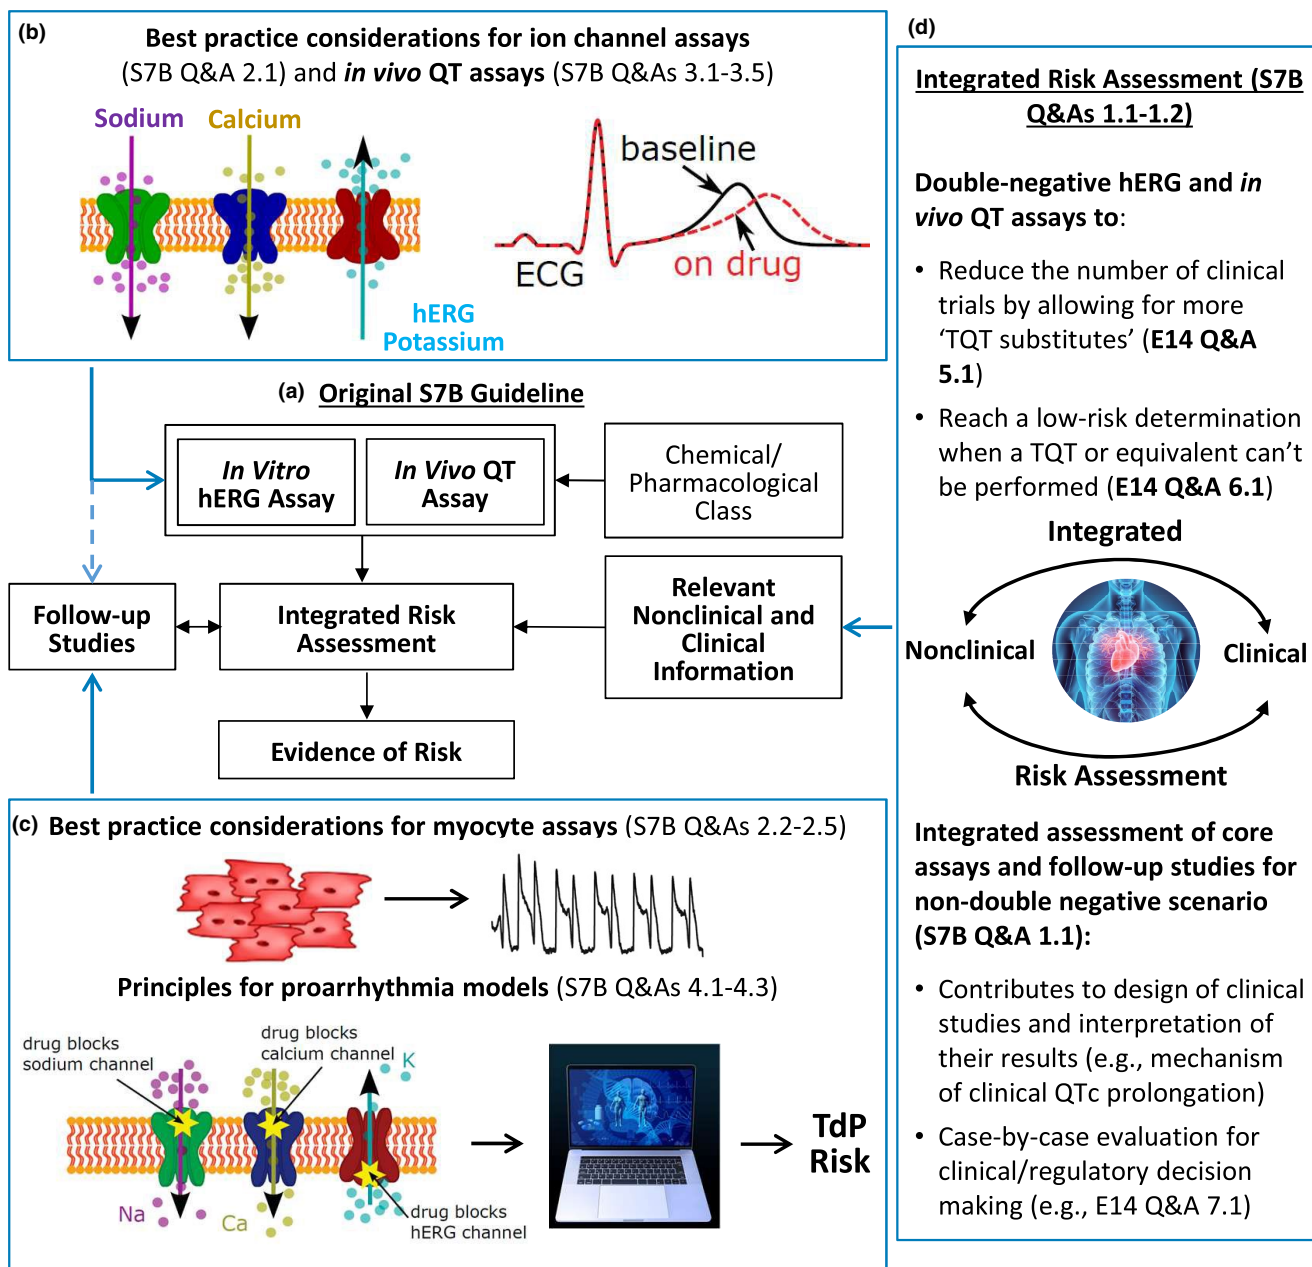 (b)
Best practice considerations for ion channel assays
(S7B Q&A 2.1) and in vivo QT assays (S7B Q&As 3.1-3.5)
Sodium
Calcium
hERG
Potassium
baseline
on drug
ECG
(a) Original S7B Guideline
In Vitro
hERG Assay
In Vivo QT
Assay
Chemical/
Pharmacological
Class
Follow-up
Studies
Integrated Risk
Assessment
Relevant
Nonclinical and
Clinical
Information
Evidence of Risk
(c) Best practice considerations for myocyte assays (S7B Q&As 2.2-2.5)
Principles for proarrhythmia models (S7B Q&As 4.1-4.3)
drug blocks
sodium channel
drug blocks
calcium channel
K
Na
Ca
drug blocks
hERG channel
TdP
Risk
(d)
Integrated Risk Assessment (S7B
Q&As 1.1-1.2)
Double-negative hERG and in
vivo QT assays to:
• Reduce the number of clinical
trials by allowing for more
‘TQT substitutes’ (E14 Q&A
5.1)
• Reach a low-risk determination
when a TQT or equivalent can’t
be performed (E14 Q&A 6.1)
Integrated
Nonclinical
Clinical
Risk Assessment
Integrated assessment of core
assays and follow-up studies for
non-double negative scenario
(S7B Q&A 1.1):
• Contributes to design of clinical
studies and interpretation of
their results (e.g., mechanism
of clinical QTc prolongation)
• Case-by-case evaluation for
clinical/regulatory decision
making (e.g., E14 Q&A 7.1)